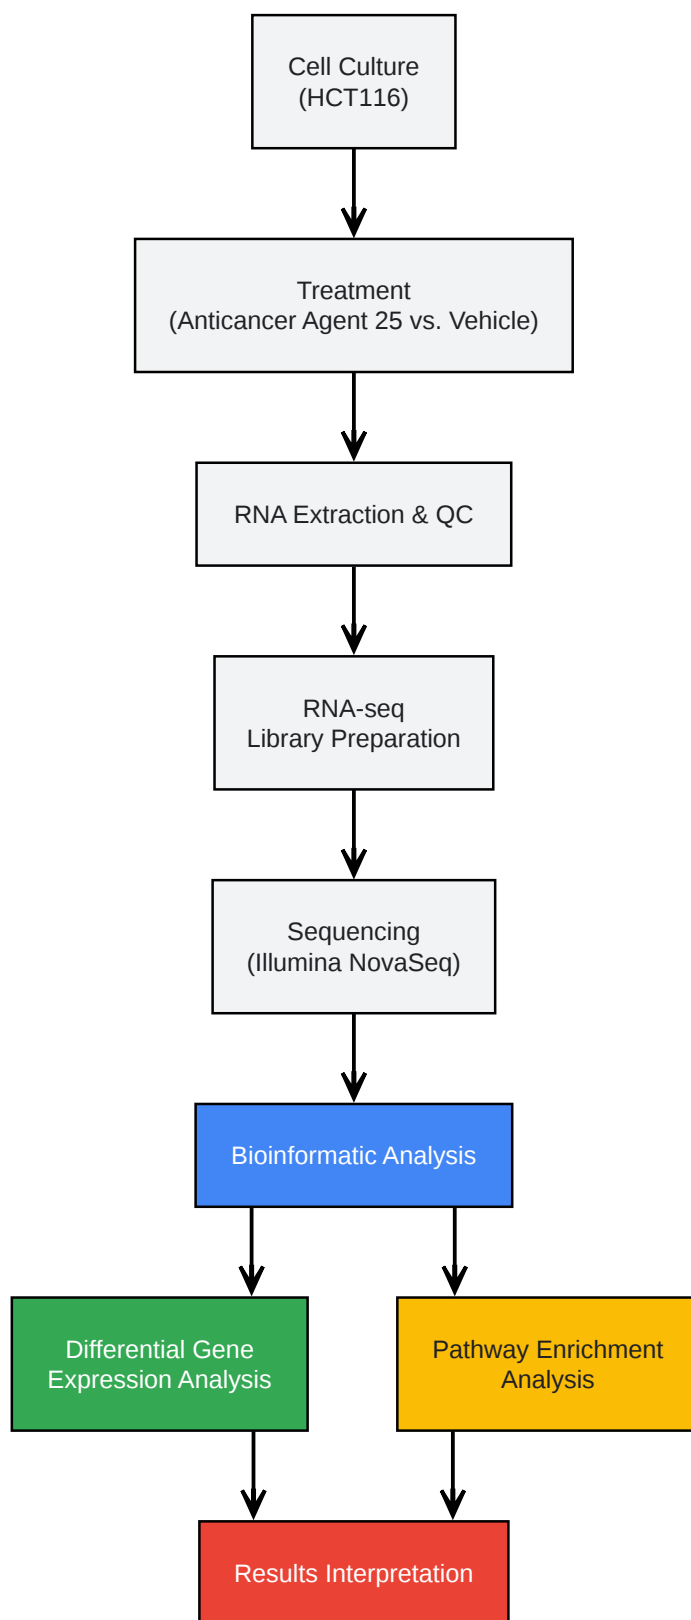 Cell Culture
(HCT116)
Treatment
(Anticancer Agent 25 vs. Vehicle)
RNA Extraction & QC
RNA-seq
Library Preparation
Sequencing
(Illumina NovaSeq)
Bioinformatic Analysis
Differential Gene
Expression Analysis
Pathway Enrichment
Analysis
Results Interpretation